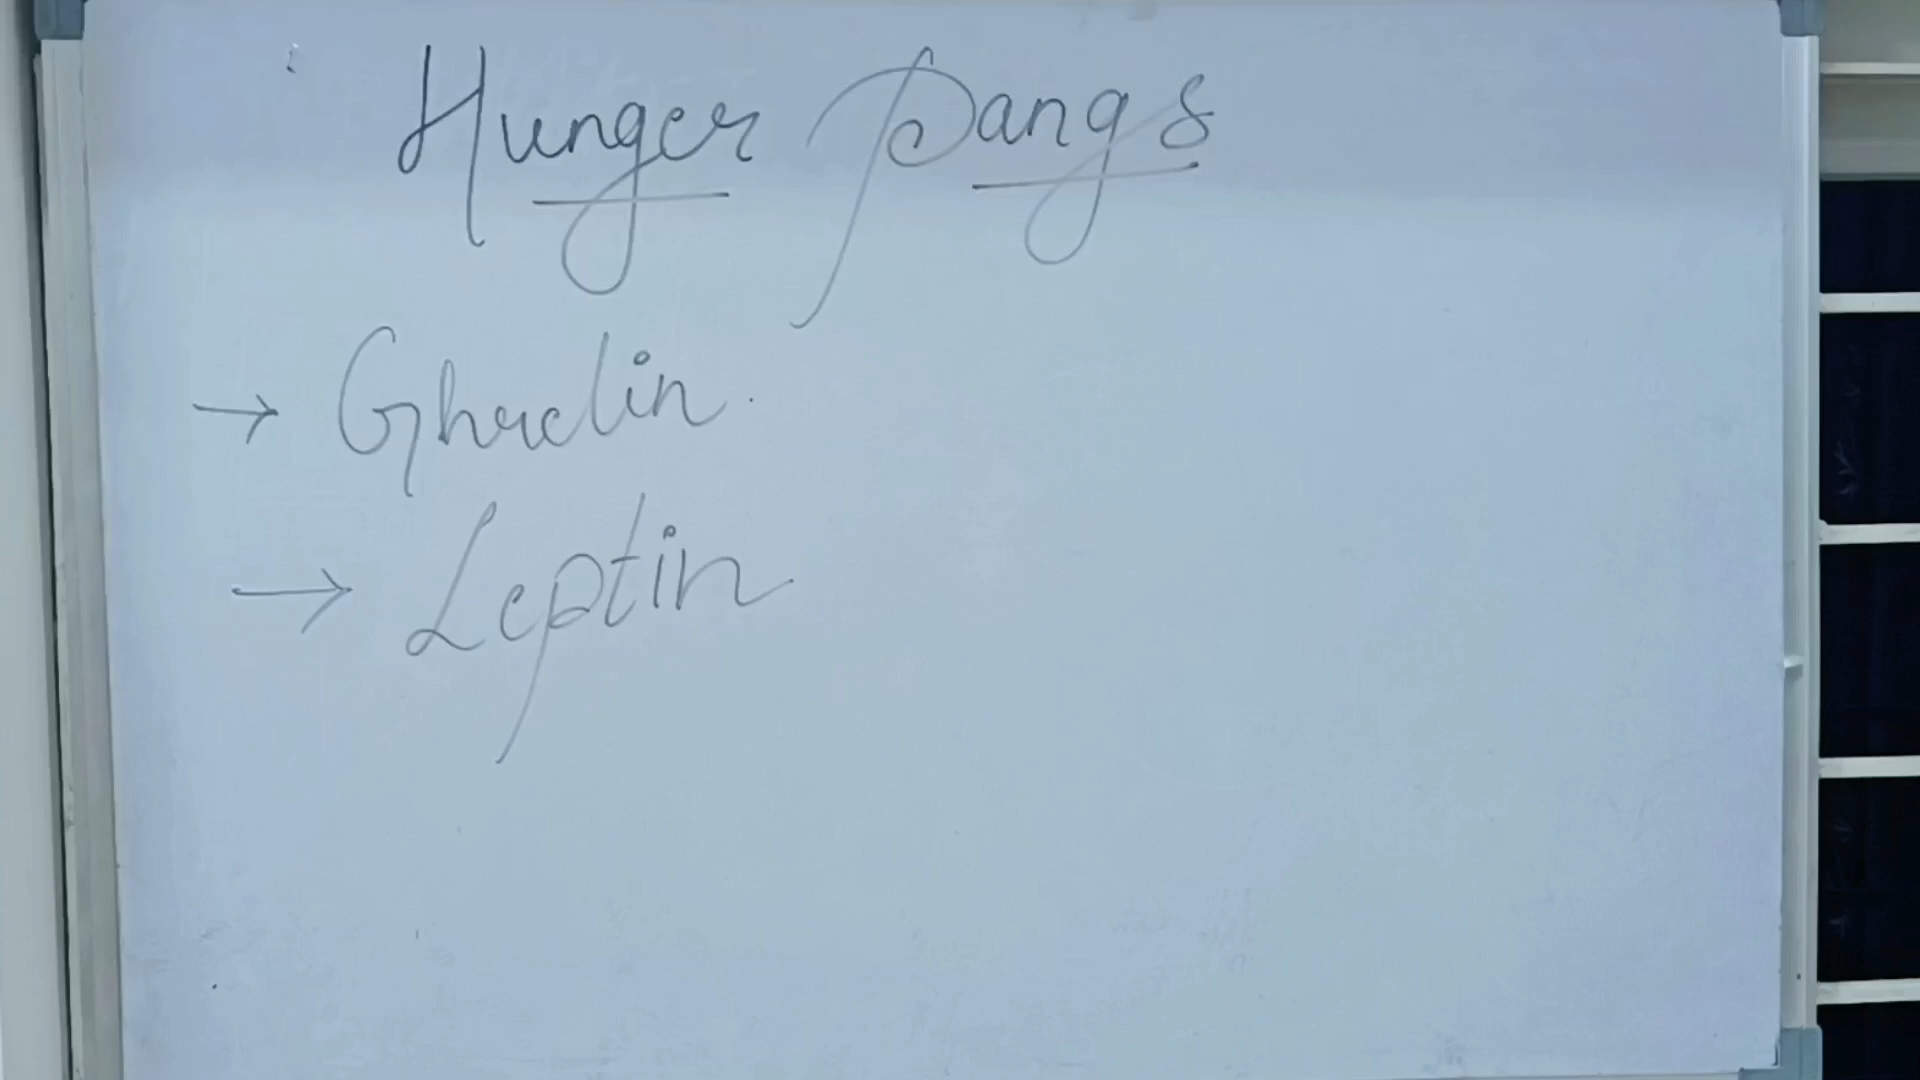 Hunger Pangs
→ Ghrelin.
→ Leptin